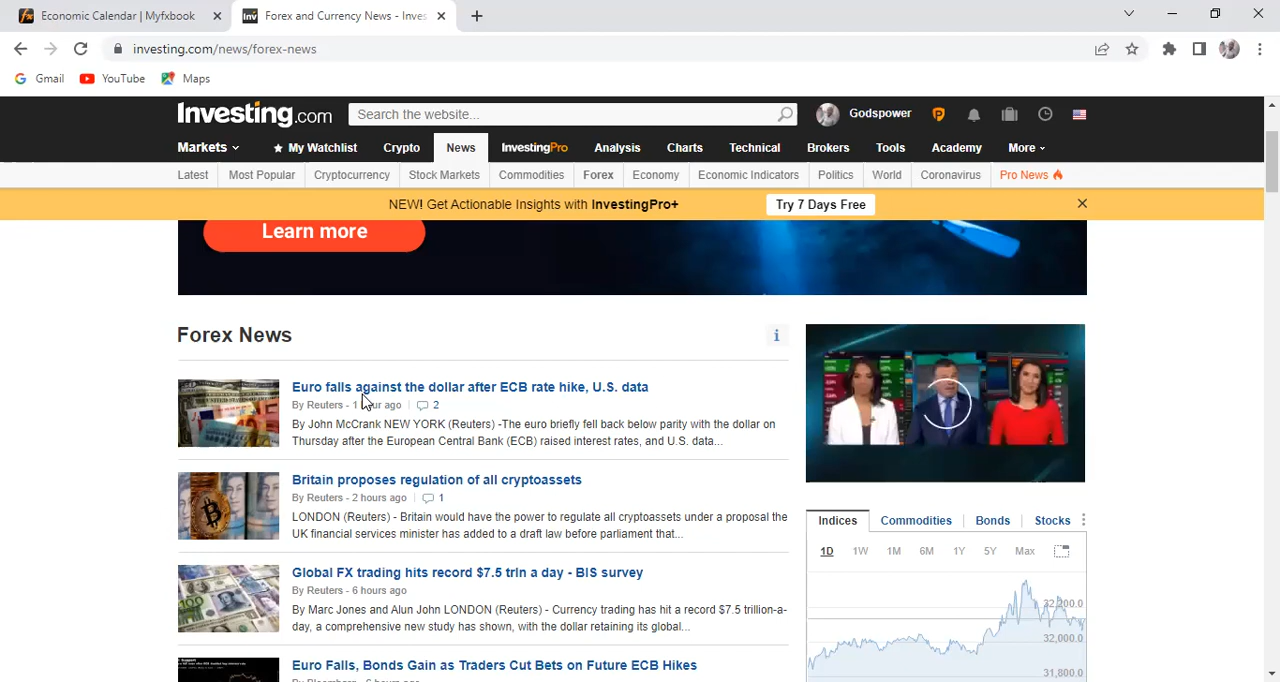 Economic Calendar | Myfxbook
Forex and Currency News - Inves
investing.com/news/forex-news
Gmail YouTube Maps
Investing.com
Search the website...
Godspower
Markets My Watchlist Crypto News InvestingPro Analysis Charts Technical Brokers Tools Academy More
Latest Most Popular Cryptocurrency Stock Markets Commodities Forex Economy Economic Indicators Politics World Coronavirus Pro News
NEW! Get Actionable Insights with InvestingPro+ Try 7 Days Free
Learn more
Forex News
Euro falls against the dollar after ECB rate hike, U.S. data
By Reuters - 1 hour ago 2
By John McCrank NEW YORK (Reuters) -The euro briefly fell back below parity with the dollar on
Thursday after the European Central Bank (ECB) raised interest rates, and U.S. data...
Britain proposes regulation of all cryptoassets
By Reuters - 2 hours ago 1
LONDON (Reuters) - Britain would have the power to regulate all cryptoassets under a proposal the
UK financial services minister has added to a draft law before parliament that...
Global FX trading hits record $7.5 trln a day - BIS survey
By Reuters - 6 hours ago
By Marc Jones and Alun John LONDON (Reuters) - Currency trading has hit a record $7.5 trillion-a-
day, a comprehensive new study has shown, with the dollar retaining its global...
Euro Falls, Bonds Gain as Traders Cut Bets on Future ECB Hikes
By Bloomberg - 6 hours ago
Indices Commodities Bonds Stocks
1D 1W 1M 6M 1Y 5Y Max
32,200.0
32,000.0
31,800.0